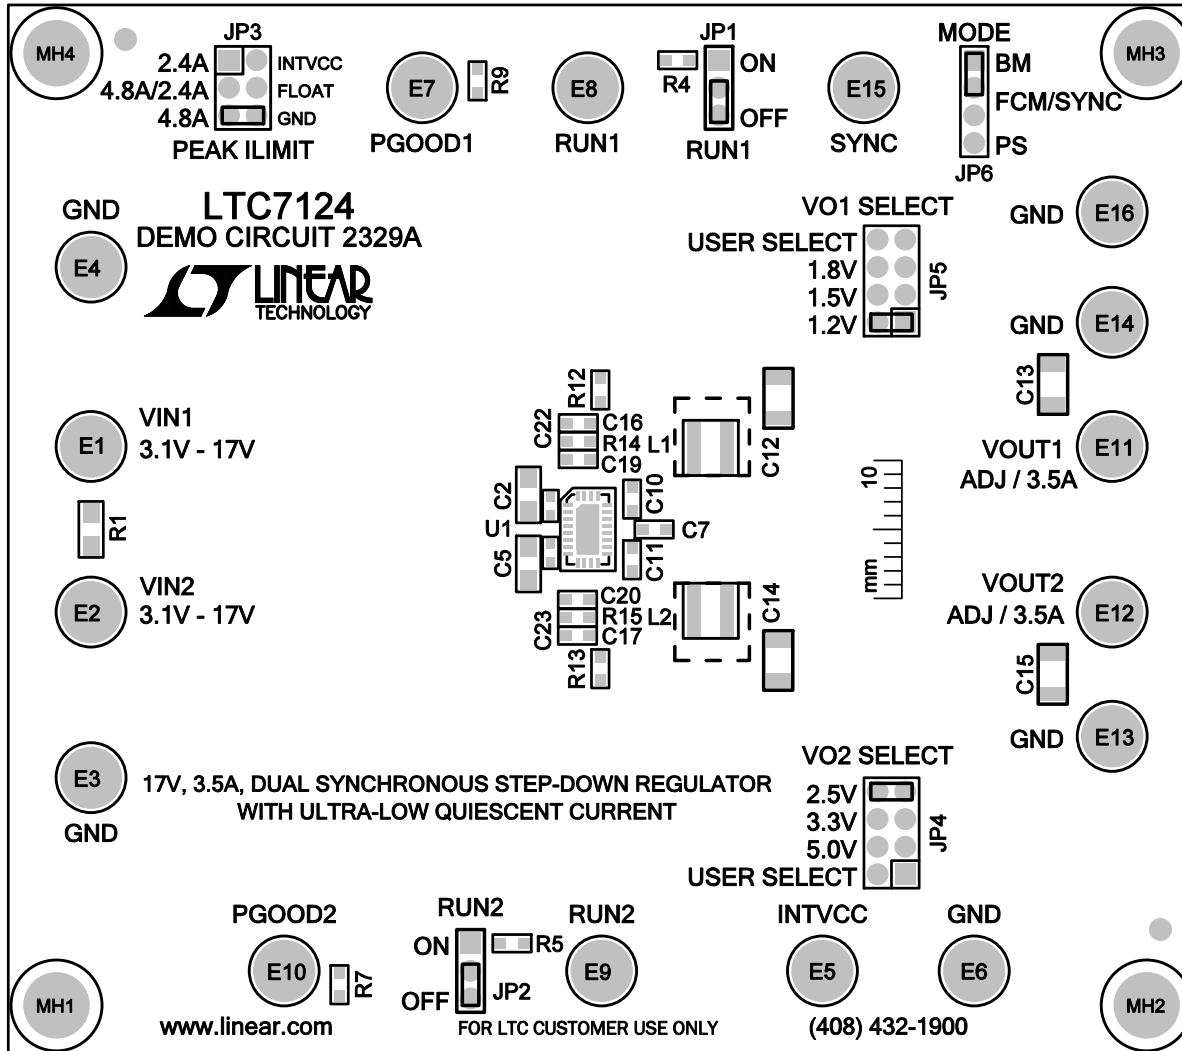 MH4
JP3
2.4A
INTVCC
4.8A/2.4A
FLOAT
4.8A
GND
PEAK ILIMIT
E7
R9
PGOOD1
E8
RUN1
R4
JP1
ON
OFF
RUN1
E15
SYNC
MODE
BM
FCM/SYNC
PS
JP6
MH3
GND
E4
LTC7124
DEMO CIRCUIT 2329A
LINEAR
TECHNOLOGY
VO1 SELECT
USER SELECT
1.8V
1.5V
1.2V
JP5
GND
E16
GND
E14
C13
VIN1
E1
3.1V - 17V
R1
VIN2
E2
3.1V - 17V
R12
C22
C16
R14
C19
L1
C12
C2
C10
U1
C7
C5
C11
C20
R15
C17
C23
L2
C14
R13
10
mm
VOUT1
E11
ADJ / 3.5A
VOUT2
E12
ADJ / 3.5A
C15
GND
E13
E3
GND
17V, 3.5A, DUAL SYNCHRONOUS STEP-DOWN REGULATOR
WITH ULTRA-LOW QUIESCENT CURRENT
VO2 SELECT
2.5V
3.3V
5.0V
USER SELECT
JP4
PGOOD2
E10
R7
RUN2
ON
OFF
R5
JP2
RUN2
E9
INTVCC
E5
GND
E6
MH1
www.linear.com
FOR LTC CUSTOMER USE ONLY
(408) 432-1900
MH2